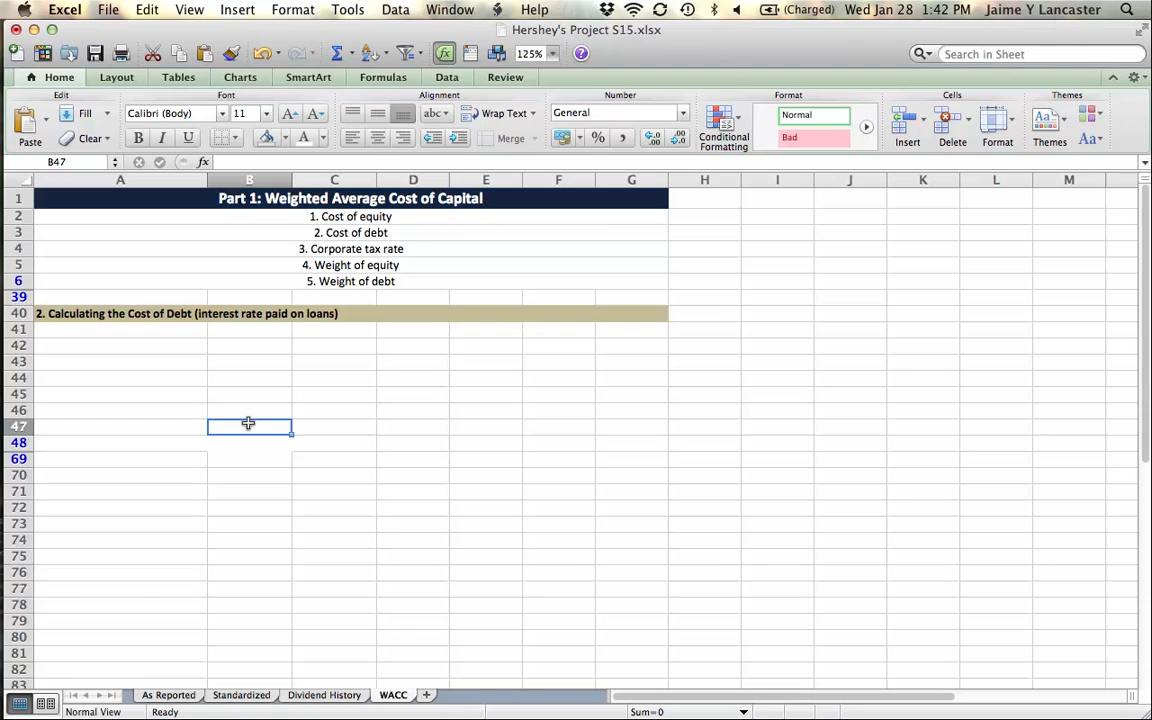 Excel File Edit View Insert Format Tools Data Window Help (Charged) Wed Jan 28 1:42 PM Jaime Y Lancaster
Hershey's Project S15.xlsx
125% Search in Sheet
Home Layout Tables Charts SmartArt Formulas Data Review
Edit Font Alignment Number Format Cells Themes
Fill Calibri (Body) 11 A A abc Wrap Text General Normal
Paste Clear B I U A Merge % , .0 .00 .00 .0 Conditional Formatting Bad Insert Delete Format Themes Aa
B47 fx
A B C D E F G H I J K L M
1 Part 1: Weighted Average Cost of Capital
2 1. Cost of equity
3 2. Cost of debt
4 3. Corporate tax rate
5 4. Weight of equity
6 5. Weight of debt
39
40 2. Calculating the Cost of Debt (interest rate paid on loans)
41
42
43
44
45
46
47
48
69
70
71
72
73
74
75
76
77
78
79
80
81
82
83
As Reported Standardized Dividend History WACC
Normal View Ready Sum=0